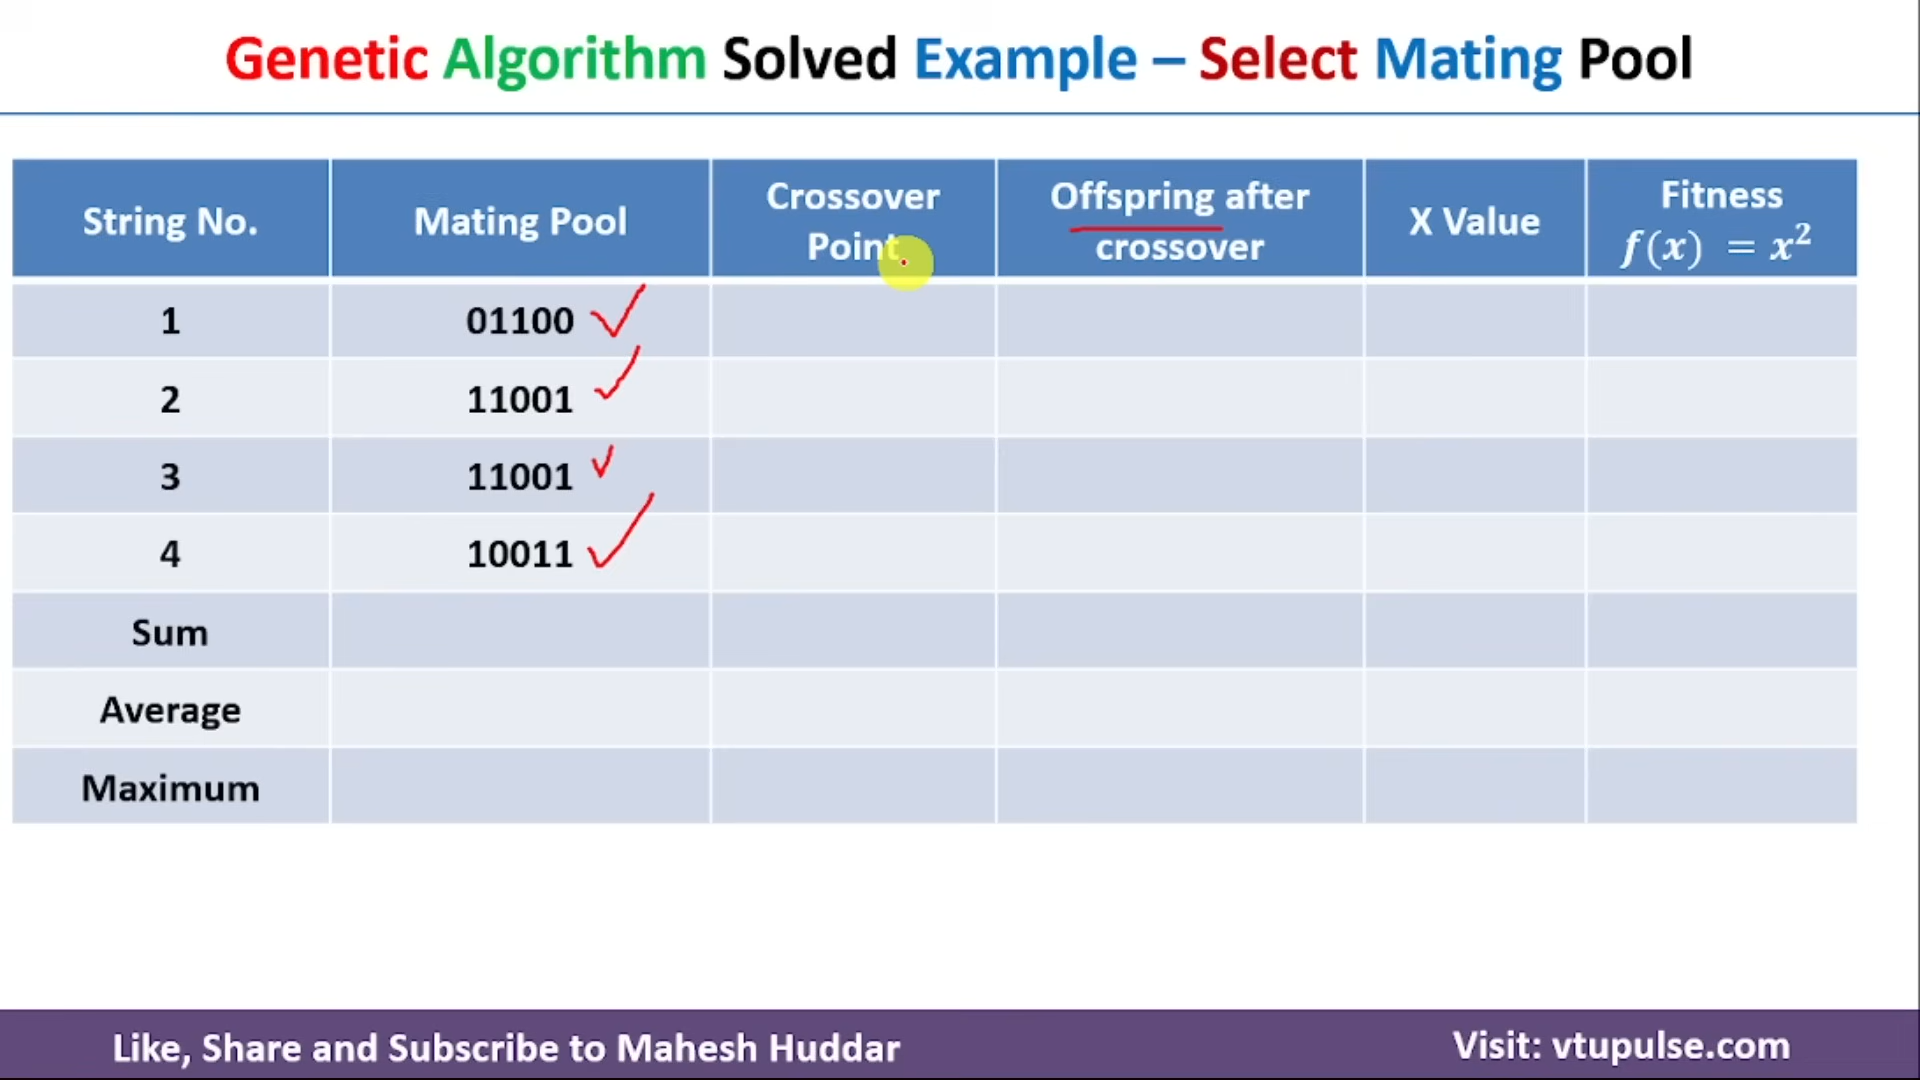 Genetic Algorithm Solved Example – Select Mating Pool
String No. Mating Pool Crossover Point Offspring after crossover X Value Fitness f(x) = x²
1 01100
2 11001
3 11001
4 10011
Sum
Average
Maximum
Like, Share and Subscribe to Mahesh Huddar Visit: vtupulse.com